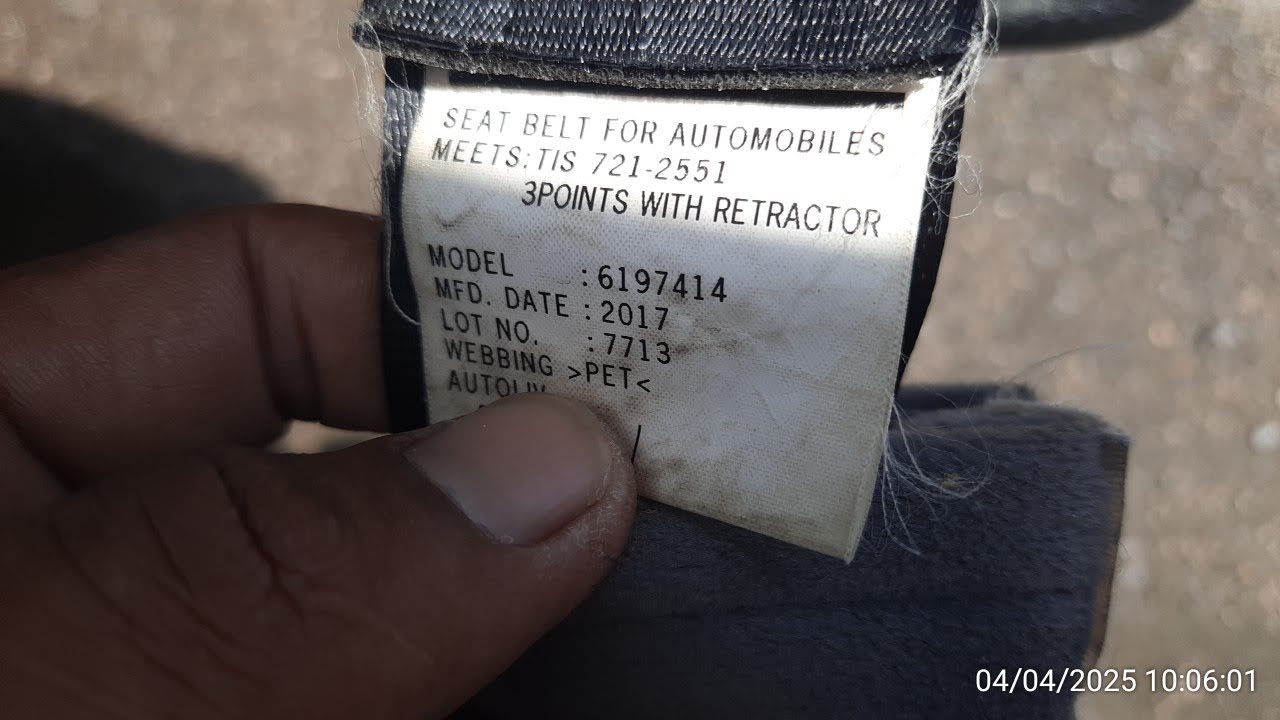 SEAT BELT FOR AUTOMOBILES
MEETS: TIS 721-2551
3POINTS WITH RETRACTOR
MODEL : 6197414
MFD. DATE : 2017
LOT NO. : 7713
WEBBING >PET<
04/04/2025 10:06:01